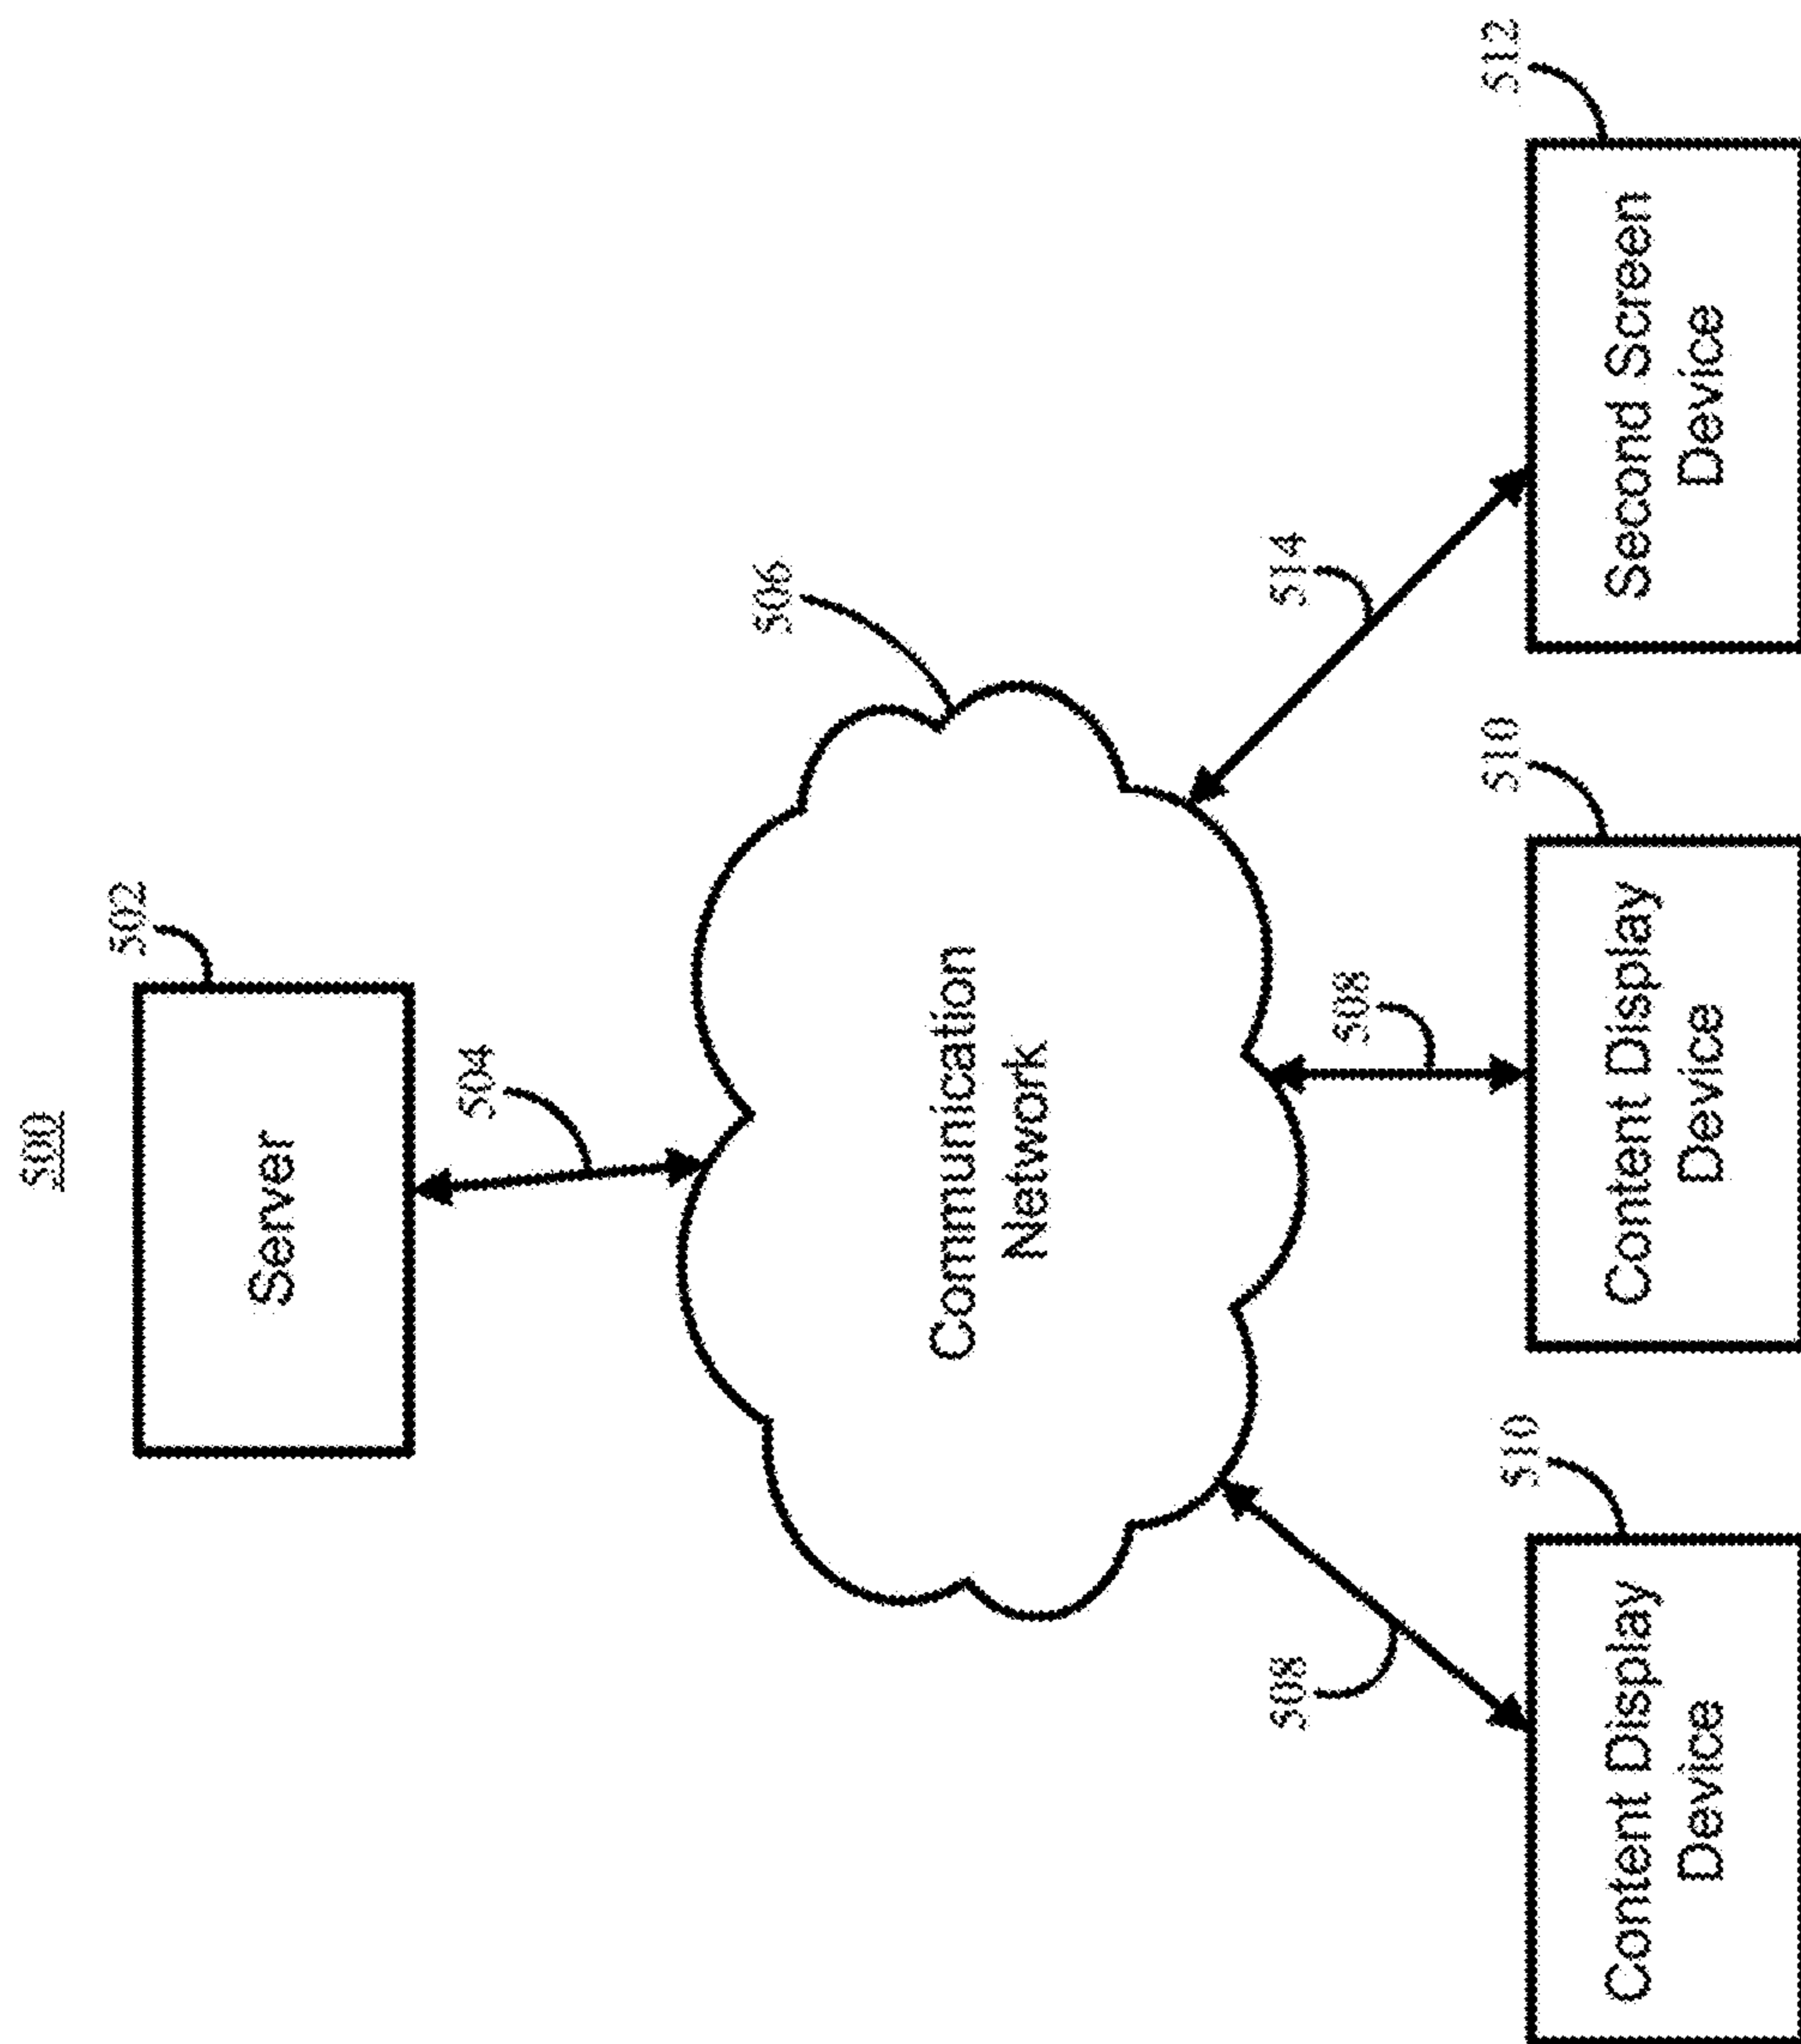 500
502
Server
504
506
Communication
Network
508
508
514
510
510
512
Content Display
Device
Content Display
Device
Second Screen
Device